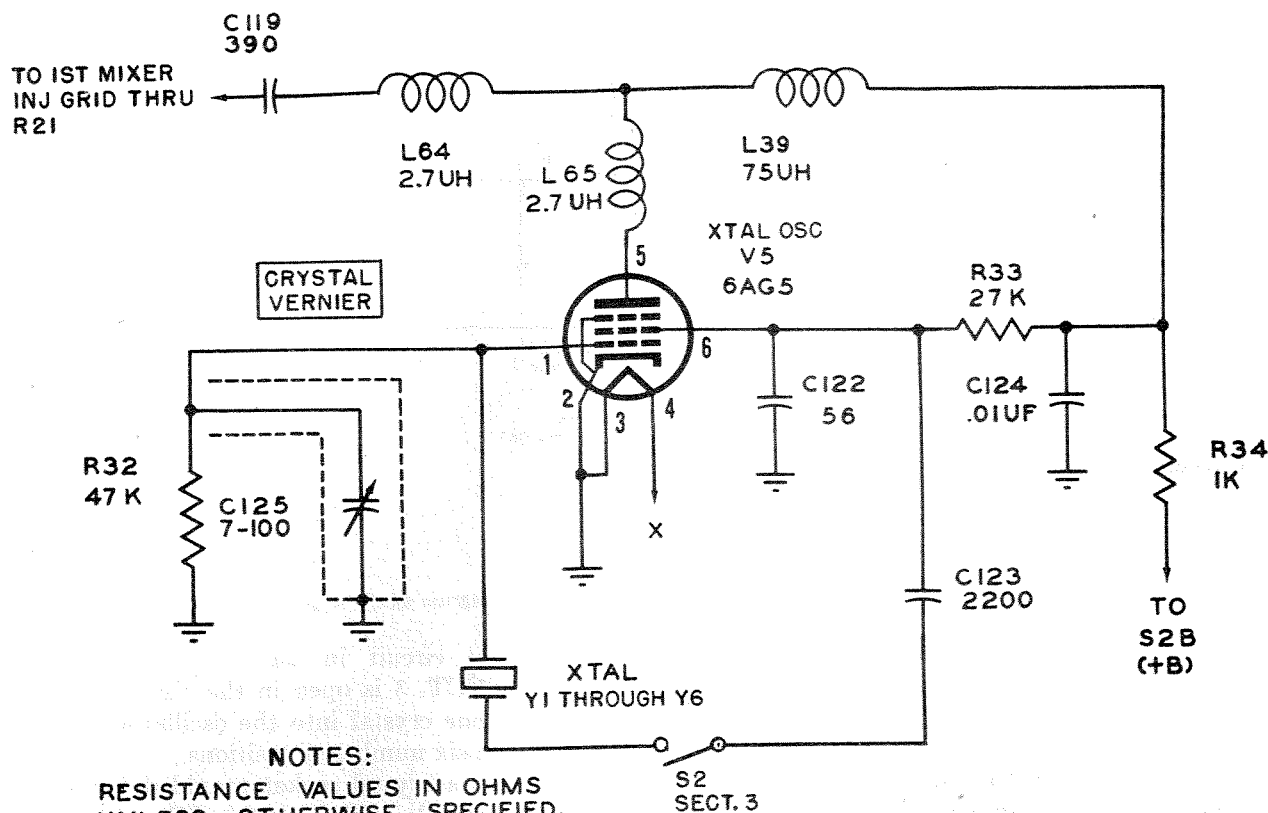 C119
390
TO 1ST MIXER
INJ GRID THRU
R21
L64
2.7UH
L65
2.7UH
L39
75UH
XTAL OSC
V5
6AG5
CRYSTAL
VERNIER
R33
27K
1
2
3
4
5
6
C122
56
C124
.01UF
R34
1K
R32
47K
C125
7-100
X
C123
2200
TO
S2B
(+B)
XTAL
Y1 THROUGH Y6
S2
SECT. 3
NOTES:
RESISTANCE VALUES IN OHMS
UNLESS OTHERWISE SPECIFIED.